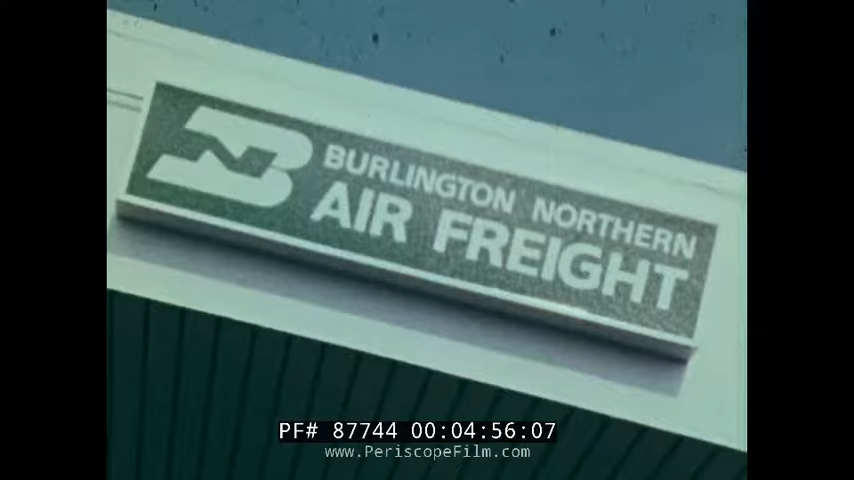 BURLINGTON NORTHERN
AIR FREIGHT
PF# 87744 00:04:56:07
www.PeriscopeFilm.com